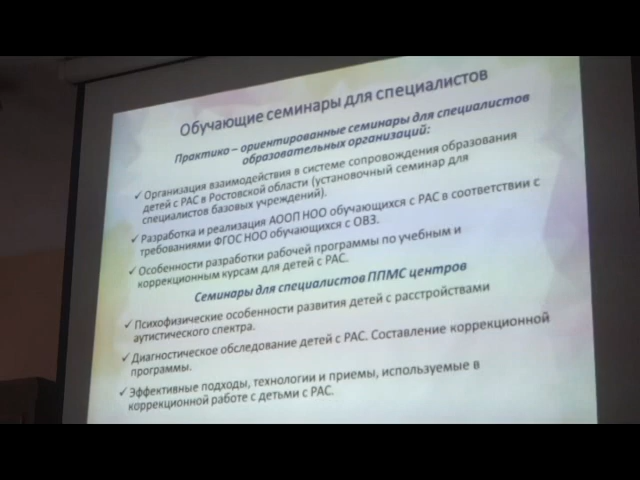 Обучающие семинары для специалистов
Практико – ориентированные семинары для специалистов
образовательных организаций:
✓ Организация взаимодействия в системе сопровождения образования
детей с РАС в Ростовской области (установочный семинар для
специалистов базовых учреждений).
✓ Разработка и реализация АООП НОО обучающихся с РАС в соответствии с
требованиями ФГОС НОО обучающихся с ОВЗ.
✓ Особенности разработки рабочей программы по учебным и
коррекционным курсам для детей с РАС.
Семинары для специалистов ППМС центров
✓ Психофизические особенности развития детей с расстройствами
аутистического спектра.
✓ Диагностическое обследование детей с РАС. Составление коррекционной
программы.
✓ Эффективные подходы, технологии и приемы, используемые в
коррекционной работе с детьми с РАС.